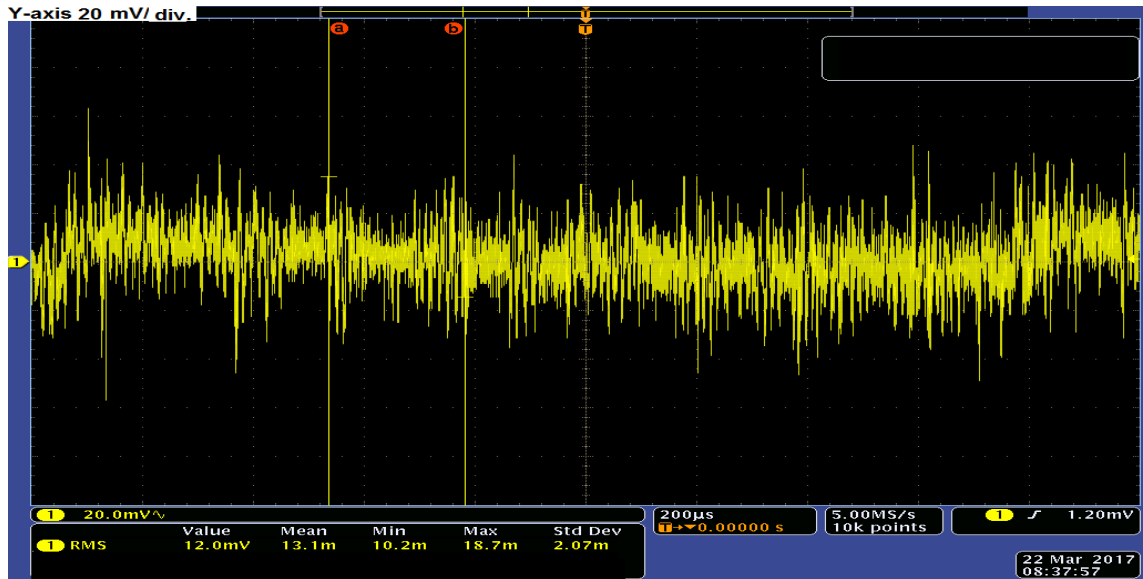 Y-axis 20 mV/ div.
T
a b T
1
1 20.0mV∿
Value Mean Min Max Std Dev
1 RMS 12.0mV 13.1m 10.2m 18.7m 2.07m
200μs
T→▼0.00000 s
5.00MS/s
10k points
1 ∫ 1.20mV
22 Mar 2017
08:37:57